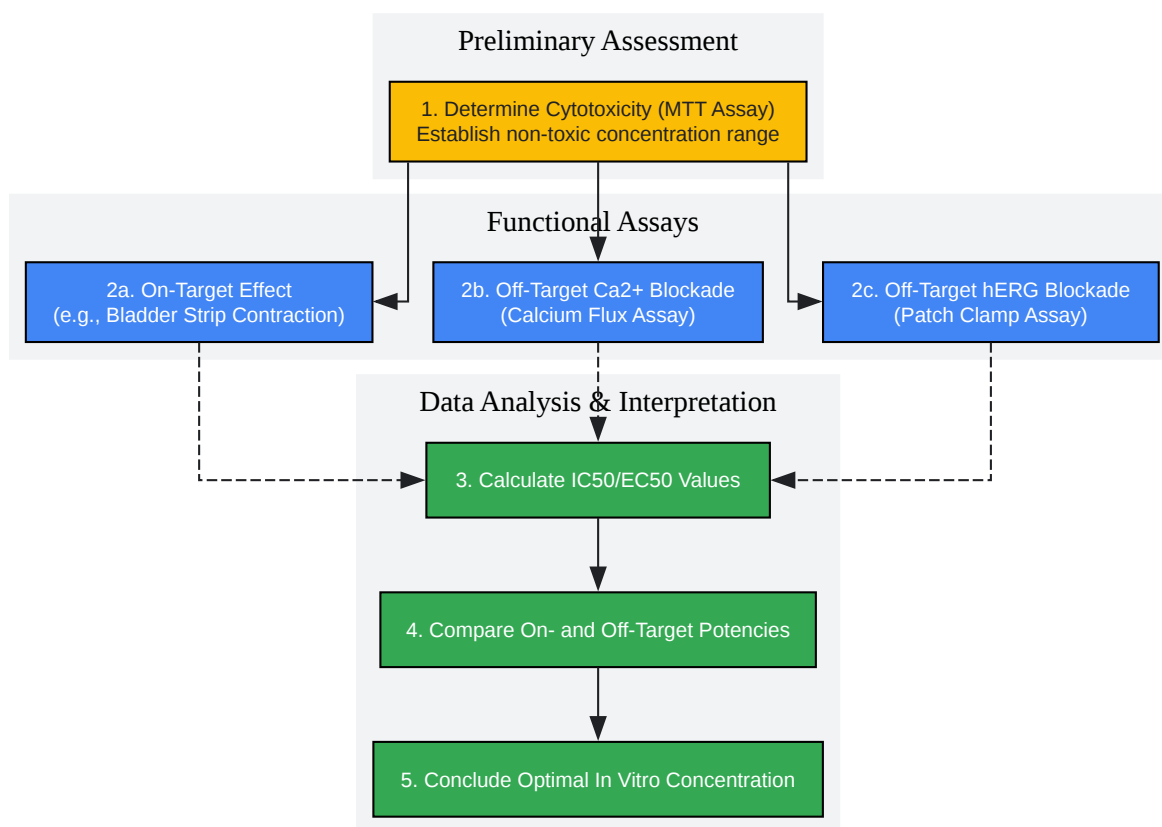 Preliminary Assessment
1. Determine Cytotoxicity (MTT Assay)
Establish non-toxic concentration range
Functional Assays
2a. On-Target Effect
(e.g., Bladder Strip Contraction)
2b. Off-Target Ca2+ Blockade
(Calcium Flux Assay)
2c. Off-Target hERG Blockade
(Patch Clamp Assay)
Data Analysis & Interpretation
3. Calculate IC50/EC50 Values
4. Compare On- and Off-Target Potencies
5. Conclude Optimal In Vitro Concentration